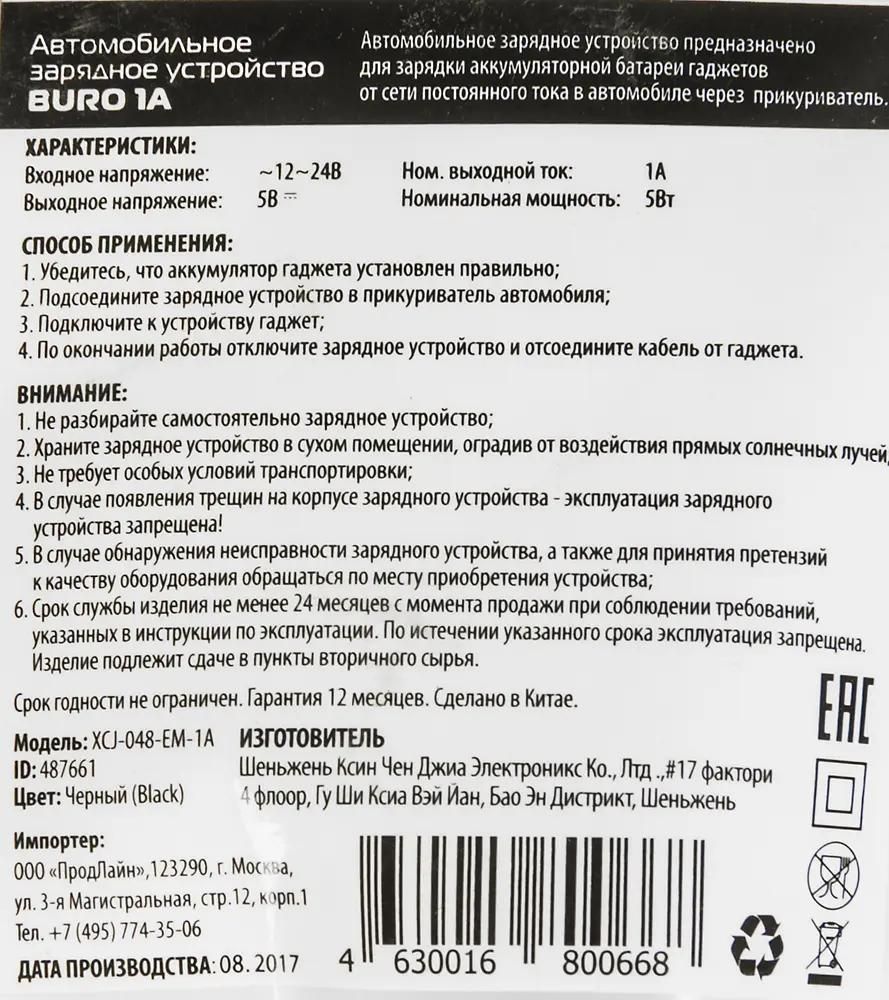 Автомобильное
зарядное устройство
BURO 1A
Автомобильное зарядное устройство предназначено
для зарядки аккумуляторной батареи гаджетов
от сети постоянного тока в автомобиле через прикуриватель.
ХАРАКТЕРИСТИКИ:
Входное напряжение: ~12~24В Ном. выходной ток: 1А
Выходное напряжение: 5В ⎓ Номинальная мощность: 5Вт
СПОСОБ ПРИМЕНЕНИЯ:
1. Убедитесь, что аккумулятор гаджета установлен правильно;
2. Подсоедините зарядное устройство в прикуриватель автомобиля;
3. Подключите к устройству гаджет;
4. По окончании работы отключите зарядное устройство и отсоедините кабель от гаджета.
ВНИМАНИЕ:
1. Не разбирайте самостоятельно зарядное устройство;
2. Храните зарядное устройство в сухом помещении, оградив от воздействия прямых солнечных лучей,
3. Не требует особых условий транспортировки;
4. В случае появления трещин на корпусе зарядного устройства - эксплуатация зарядного
устройства запрещена!
5. В случае обнаружения неисправности зарядного устройства, а также для принятия претензий
к качеству оборудования обращаться по месту приобретения устройства;
6. Срок службы изделия не менее 24 месяцев с момента продажи при соблюдении требований,
указанных в инструкции по эксплуатации. По истечении указанного срока эксплуатация запрещена.
Изделие подлежит сдаче в пункты вторичного сырья.
Срок годности не ограничен. Гарантия 12 месяцев. Сделано в Китае.
EAC
Модель: XCJ-048-EM-1A
ID: 487661
Цвет: Черный (Black)
ИЗГОТОВИТЕЛЬ
Шеньжень Ксин Чен Джиа Электроникс Ко., Лтд .,#17 фактори
4 флоор, Гу Ши Ксиа Вэй Йан, Бао Эн Дистрикт, Шеньжень
Импортер:
ООО «ПродЛайн»,123290, г. Москва,
ул. 3-я Магистральная, стр.12, корп.1
Тел. +7 (495) 774-35-06
ДАТА ПРОИЗВОДСТВА: 08. 2017
4 630016 800668